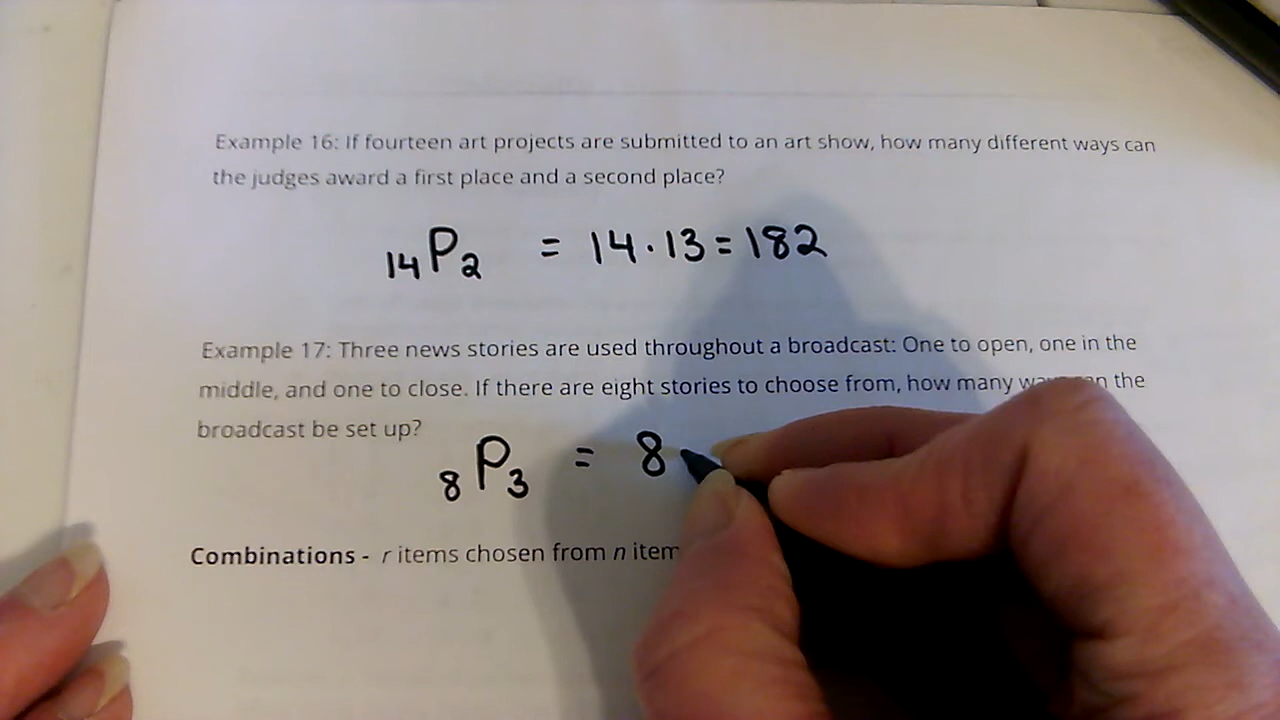 Example 16: If fourteen art projects are submitted to an art show, how many different ways can
the judges award a first place and a second place?
14P2 = 14·13=182
Example 17: Three news stories are used throughout a broadcast: One to open, one in the
middle, and one to close. If there are eight stories to choose from, how many the
broadcast be set up?
8P3 = 8
Combinations - r items chosen from n